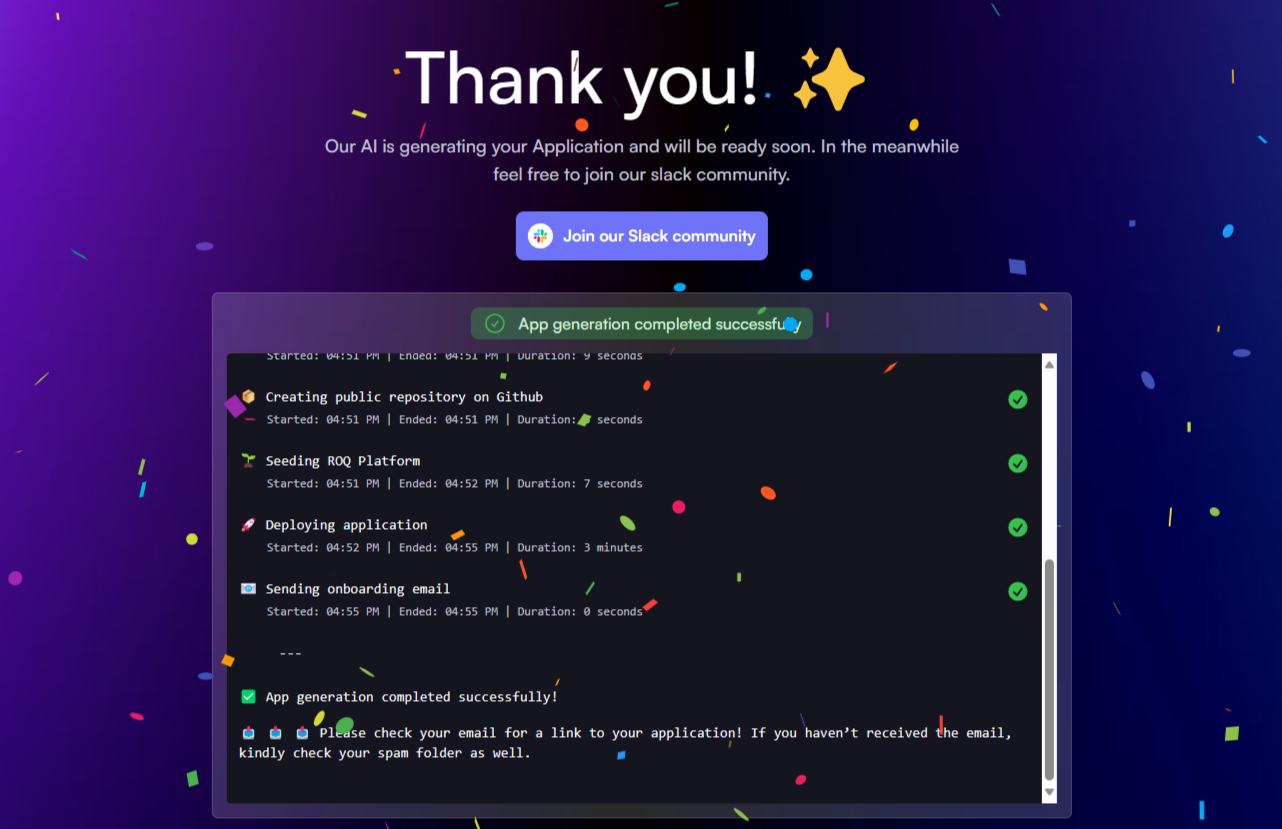 Thank you!
Our AI is generating your Application and will be ready soon. In the meanwhile
feel free to join our slack community.
Join our Slack community
App generation completed successfully
Started: 04:51 PM | Ended: 04:51 PM | Duration: 9 seconds
Creating public repository on Github
Started: 04:51 PM | Ended: 04:51 PM | Duration: seconds
Seeding ROQ Platform
Started: 04:51 PM | Ended: 04:52 PM | Duration: 7 seconds
Deploying application
Started: 04:52 PM | Ended: 04:55 PM | Duration: 3 minutes
Sending onboarding email
Started: 04:55 PM | Ended: 04:55 PM | Duration: 0 seconds
---
App generation completed successfully!
Please check your email for a link to your application! If you haven’t received the email,
kindly check your spam folder as well.